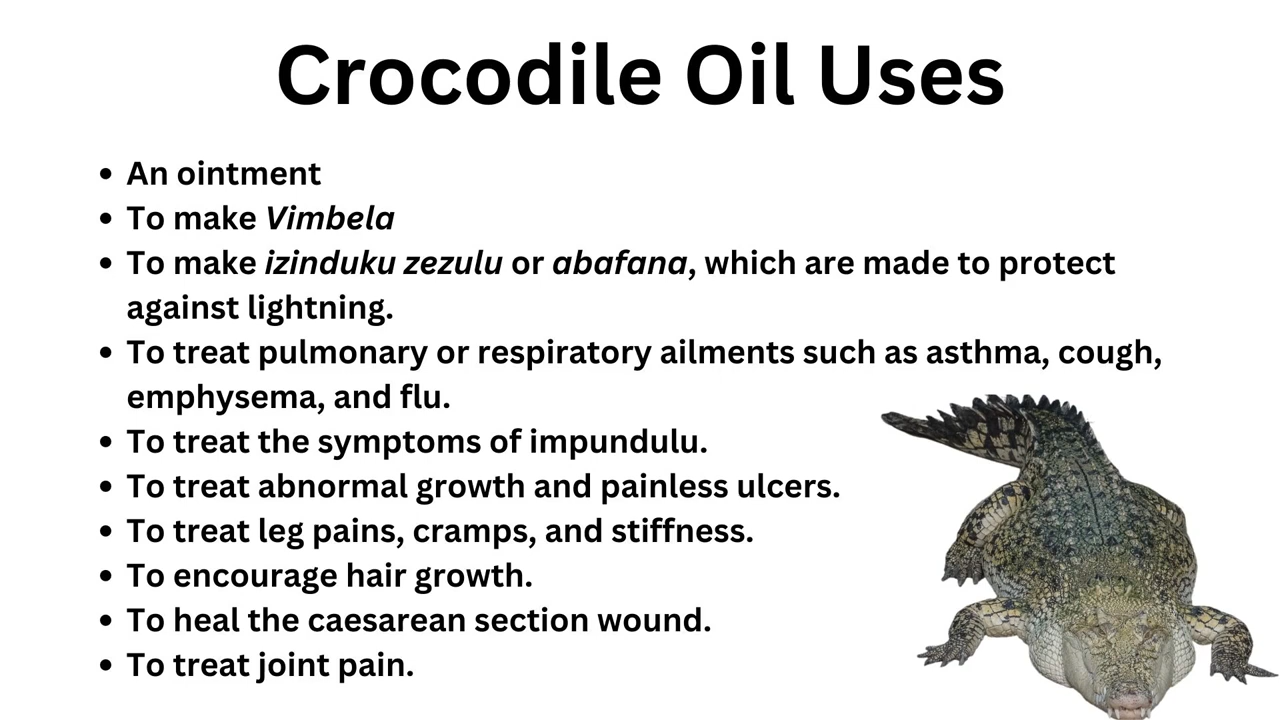 Crocodile Oil Uses
• An ointment
• To make Vimbela
• To make izinduku zezulu or abafana, which are made to protect
against lightning.
• To treat pulmonary or respiratory ailments such as asthma, cough,
emphysema, and flu.
• To treat the symptoms of impundulu.
• To treat abnormal growth and painless ulcers.
• To treat leg pains, cramps, and stiffness.
• To encourage hair growth.
• To heal the caesarean section wound.
• To treat joint pain.